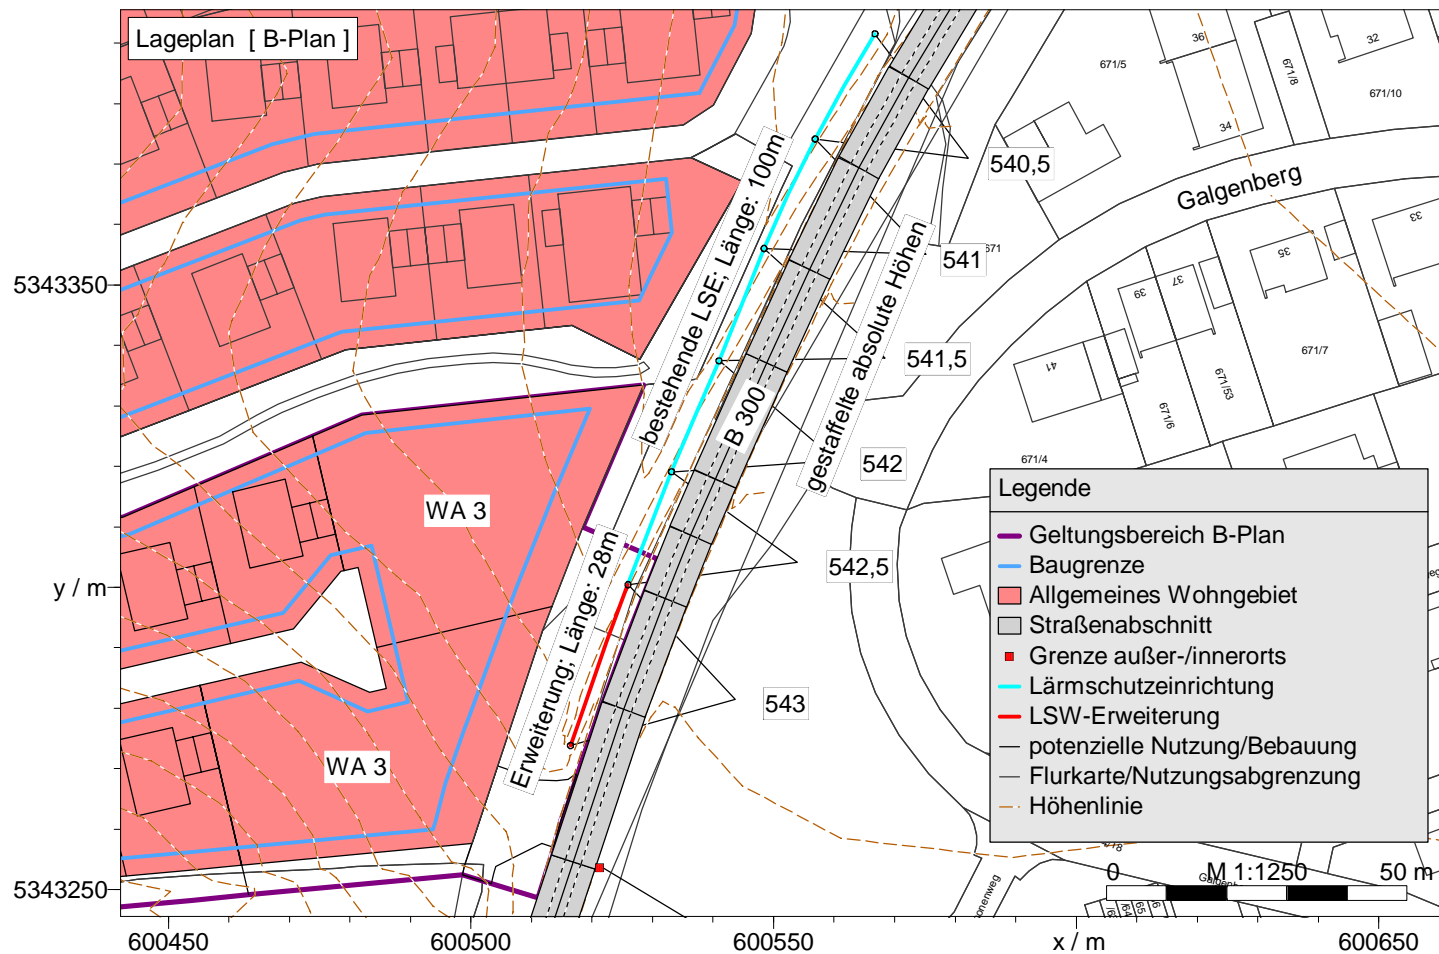 Lageplan [ B-Plan ]
36
32
671/5
671/8
671/10
34
540,5
Galgenberg
bestehende LSE; Länge: 100m
33
671
541
35
gestaffelte absolute Höhen
37
39
5343350
541,5
671/7
41
671/53
B 300
671/6
542
671/4
WA 3
Legende
Geltungsbereich B-Plan
Baugrenze
Allgemeines Wohngebiet
Straßenabschnitt
Grenze außer-/innerorts
Lärmschutzeinrichtung
LSW-Erweiterung
potenzielle Nutzung/Bebauung
Flurkarte/Nutzungsabgrenzung
Höhenlinie
542,5
y / m
Erweiterung; Länge: 28m
543
WA 3
0 M 1:1250 50 m
5343250
600450
600500
600550
x / m
600650